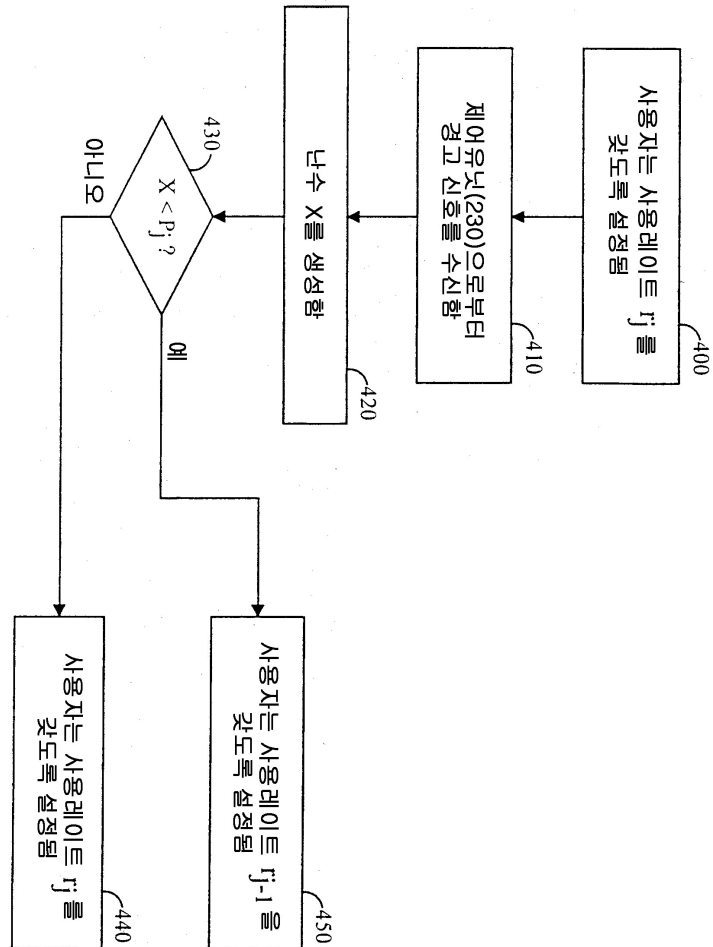 사용자는 사용레이트 rj 를
갖도록 설정됨
400
제어유닛(230)으로부터
경고 신호를 수신함
410
난수 X를 생성함
420
430
X < Pj ?
예
아니요
사용자는 사용레이트 rj-1 을
갖도록 설정됨
450
사용자는 사용레이트 rj 를
갖도록 설정됨
440